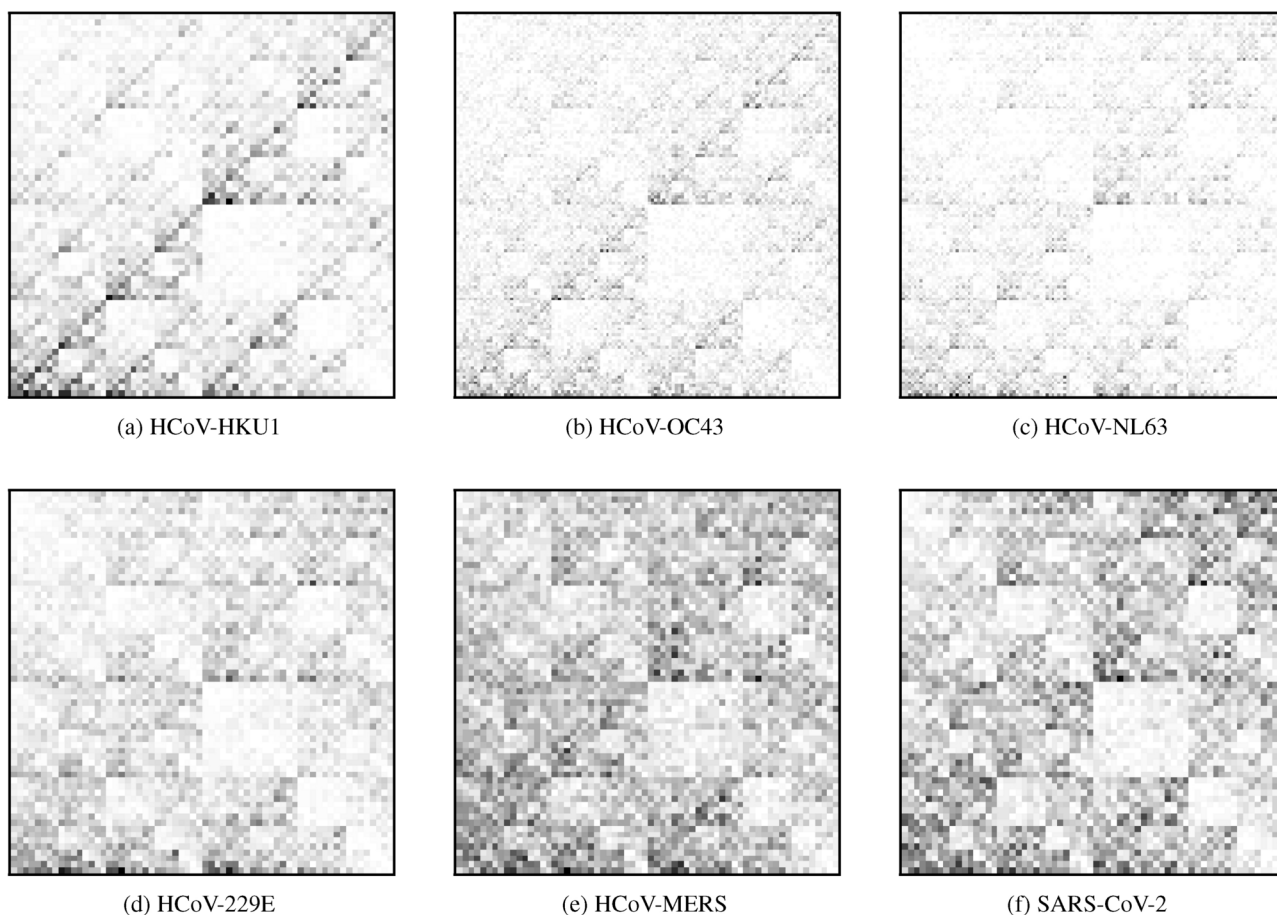 (a) HCoV-HKU1
(b) HCoV-OC43
(c) HCoV-NL63
(d) HCoV-229E
(e) HCoV-MERS
(f) SARS-CoV-2